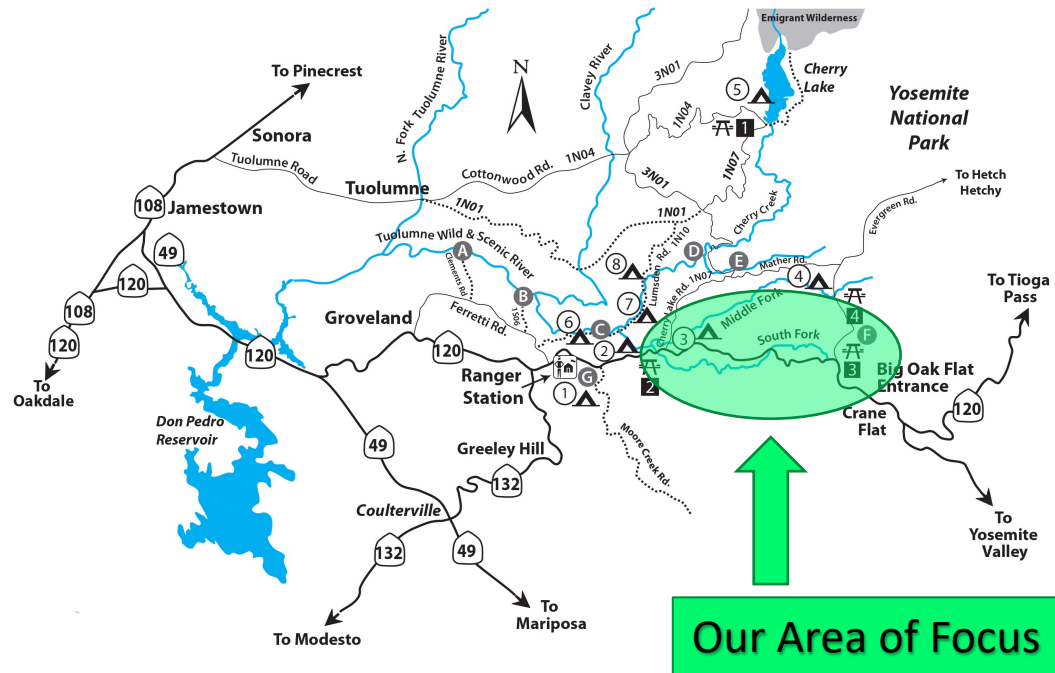 Emigrant Wilderness
To Pinecrest
N. Fork Tuolumne River
Clavey River
3N01
N
Cherry
Lake
5
Yosemite
National
Park
Sonora
1N04
1
Tuolumne Road
Cottonwood Rd.
1N04
1N07
3N01
To Hetch
Hetchy
Tuolumne
108
Jamestown
1N01
1N01
Cherry Creek
Evergreen Rd.
49
Tuolumne Wild & Scenic River
A
Lumsden Rd. 1N10
D
E
Mather Rd.
8
4
120
Clements Rd
Cherry Lake Rd. 1N07
To Tioga
Pass
108
B
7
Middle Fork
4
Groveland
Ferretti Rd.
1S06
6
C
3
South Fork
F
120
120
120
2
3
To
Oakdale
Ranger
Station
G
2
Big Oak Flat
Entrance
1
120
Crane
Flat
Don Pedro
Reservoir
49
Moore Creek Rd.
Greeley Hill
132
Coulterville
To
Yosemite
Valley
132
49
To
Mariposa
To Modesto
Our Area of Focus